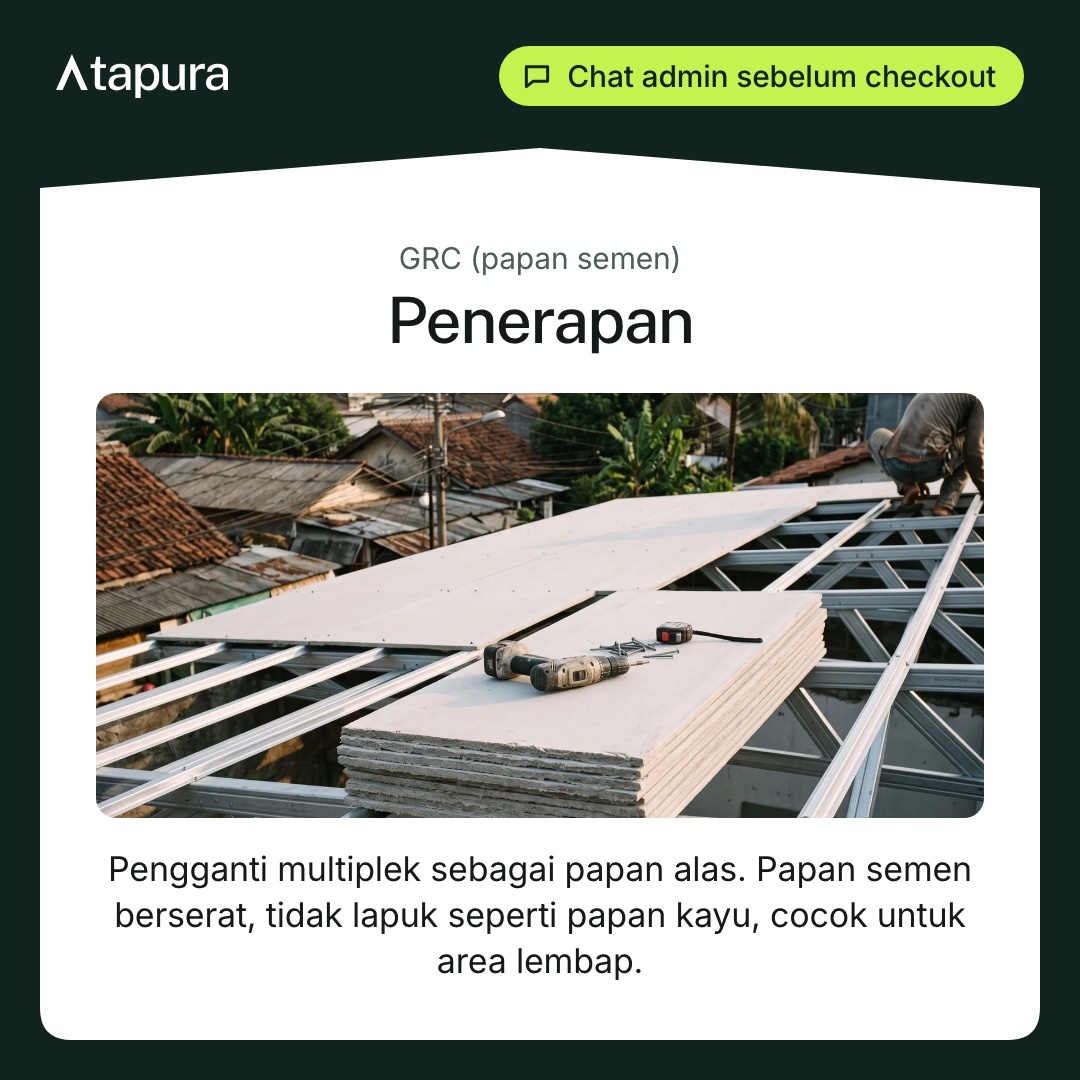 Atapura
Chat admin sebelum checkout
GRC (papan semen)
Penerapan
Pengganti multiplek sebagai papan alas. Papan semen
berserat, tidak lapuk seperti papan kayu, cocok untuk
area lembap.